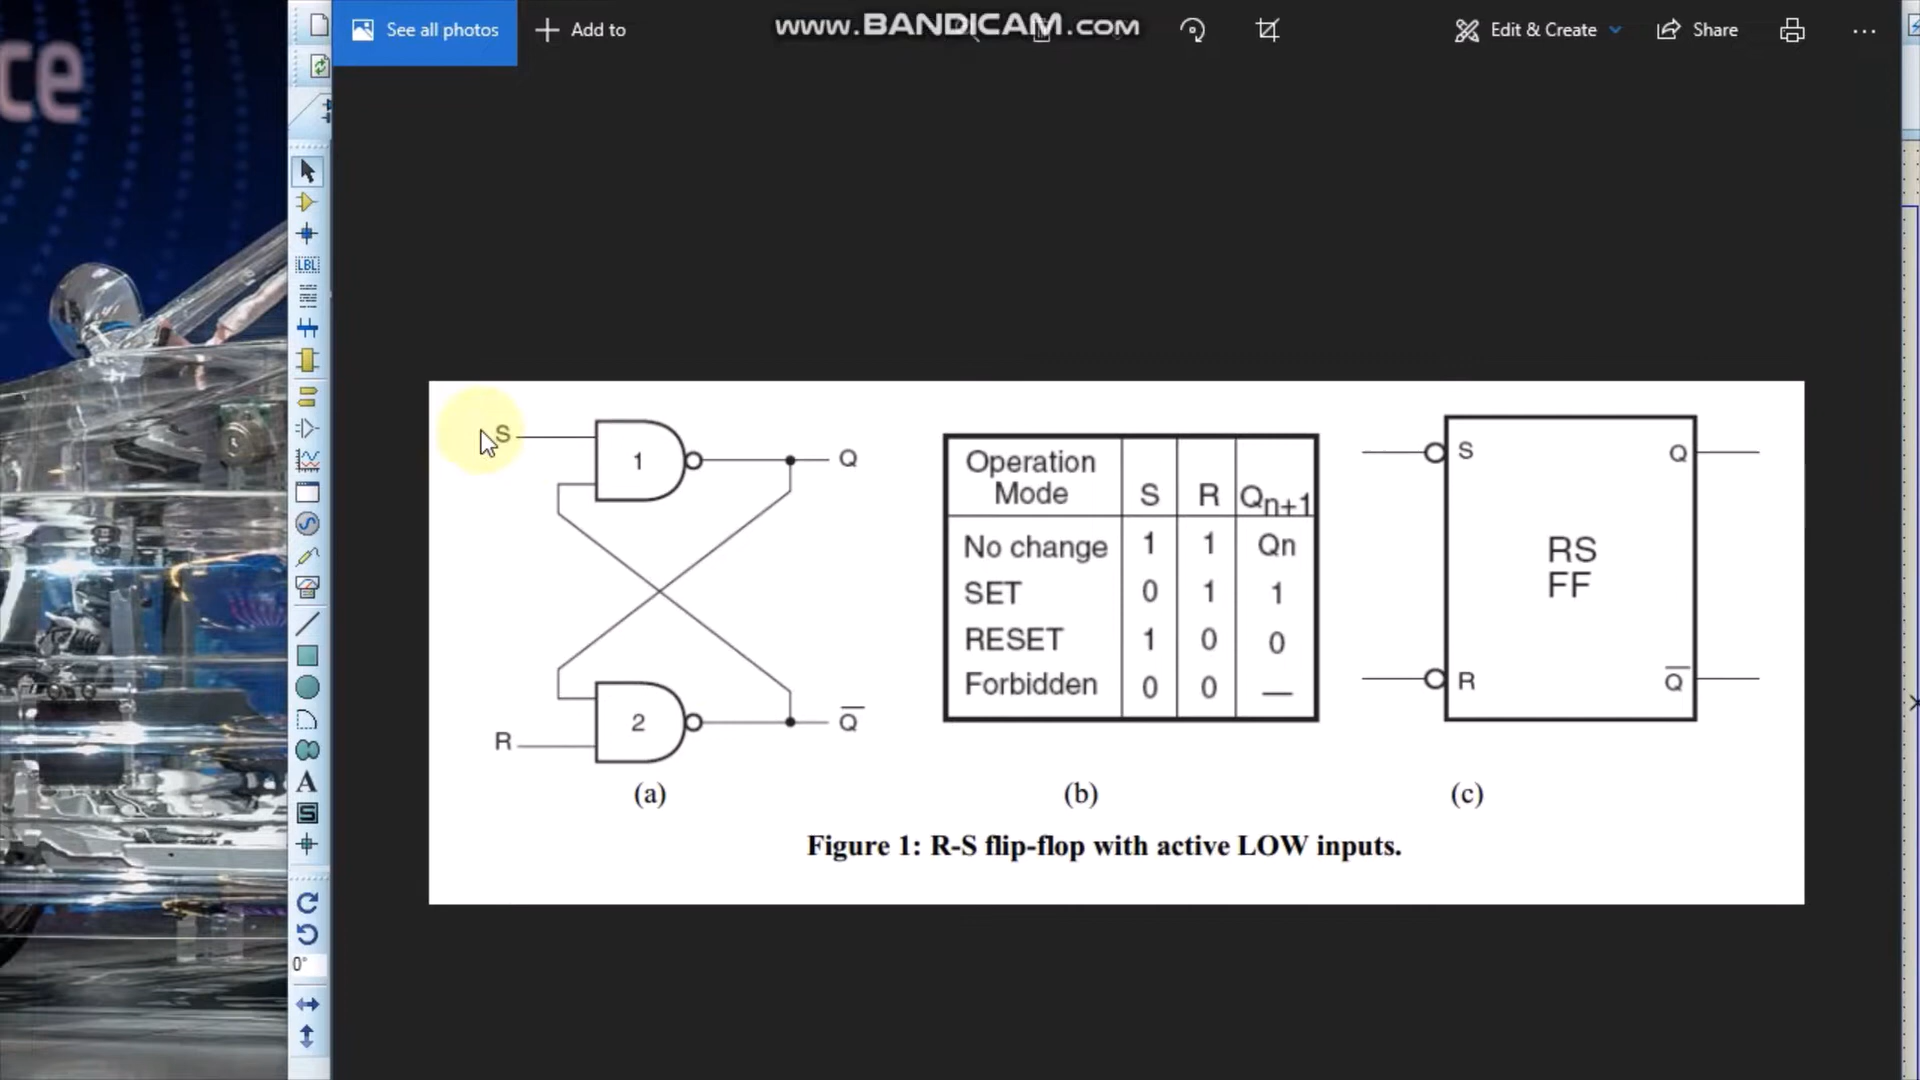 ce
See all photos
Add to
www.BANDICAM.com
Edit & Create
Share
...
LBL
A
S
0°
S
1
Q
2
R
Q̅
(a)
Operation Mode S R Qn+1
No change 1 1 Qn
SET 0 1 1
RESET 1 0 0
Forbidden 0 0 —
(b)
S Q
RS
FF
R Q̅
(c)
Figure 1: R-S flip-flop with active LOW inputs.